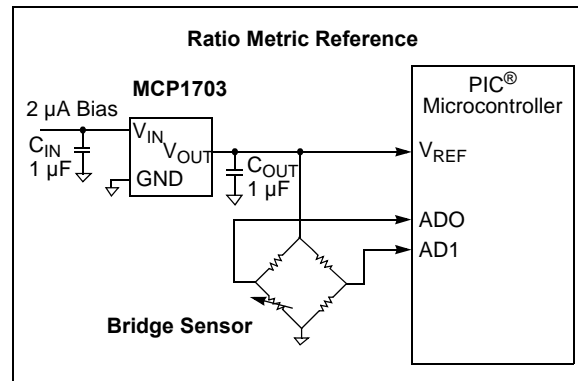 Ratio Metric Reference
PIC®
Microcontroller
MCP1703
2 µA Bias
CIN
1 µF
VIN
VOUT
GND
COUT
1 µF
VREF
ADO
AD1
Bridge Sensor